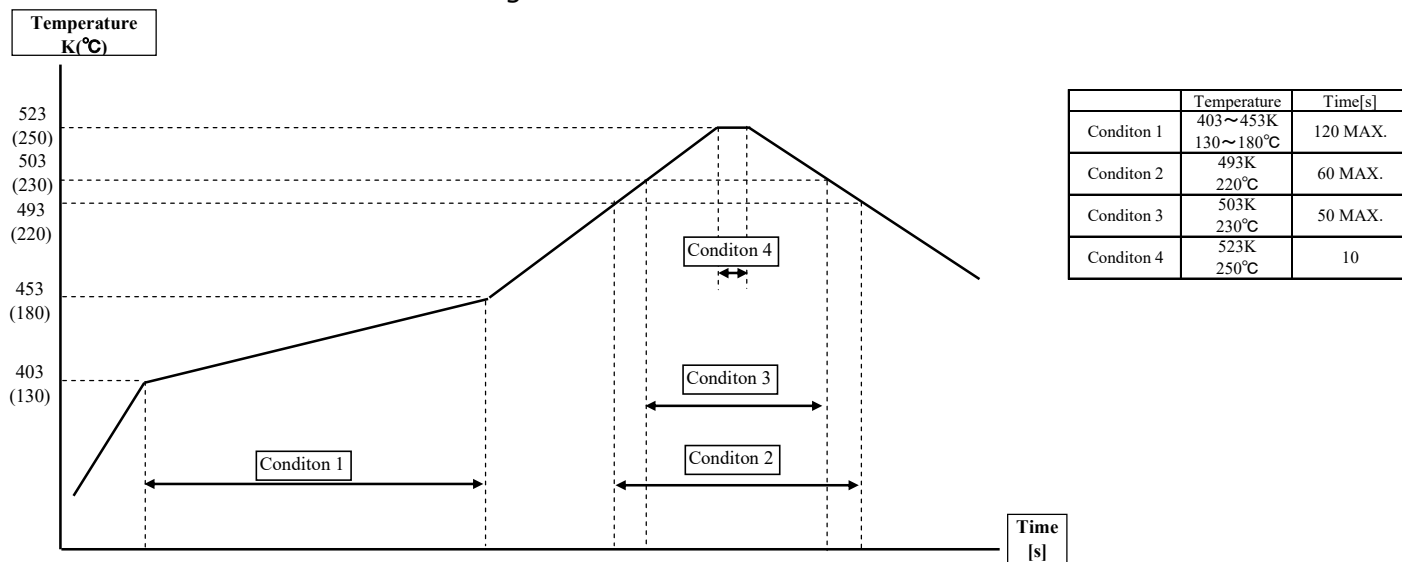 Temperature
K(℃)
523
(250)
503
(230)
493
(220)
453
(180)
403
(130)
Conditon 4
Conditon 3
Conditon 2
Conditon 1
Time
[s]
Temperature Time[s]
Conditon 1 403～453K 130～180℃ 120 MAX.
Conditon 2 493K 220℃ 60 MAX.
Conditon 3 503K 230℃ 50 MAX.
Conditon 4 523K 250℃ 10